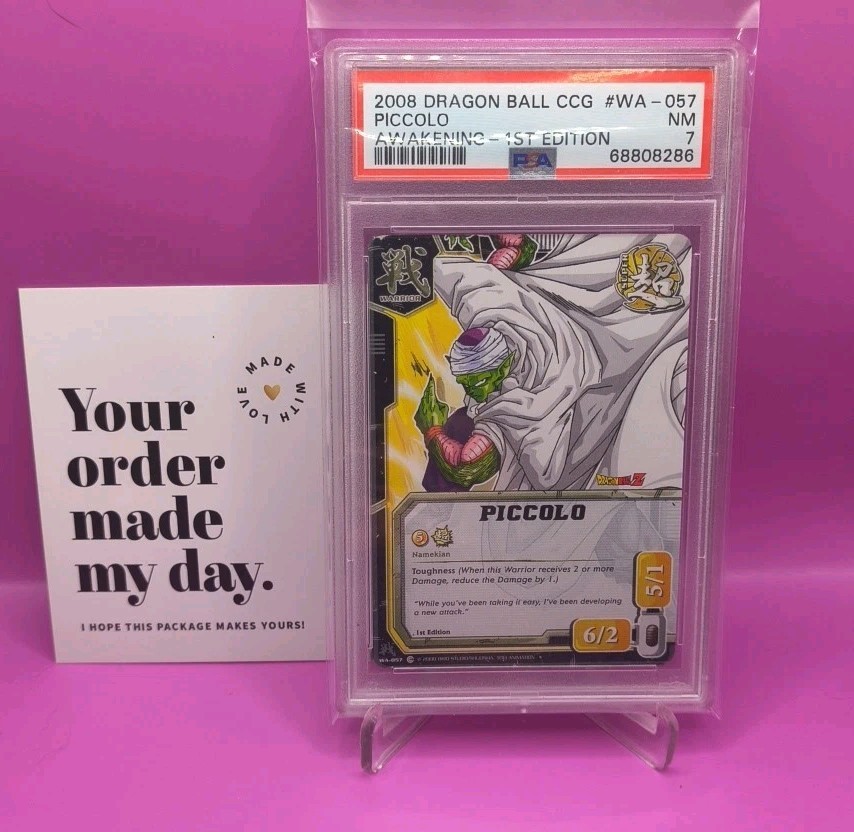 2008 DRAGON BALL CCG #WA-057
PICCOLO NM
AWAKENING-1ST EDITION 7
PSA 68808286
戦
WARRIOR
SUPER
超
DRAGONBALL Z
PICCOLO
5
Namekian
Toughness (When this Warrior receives 2 or more
Damage, reduce the Damage by 1.)
"While you've been taking it easy, I've been developing
a new attack."
1st Edition
5/1
6/2
WA-057
MADE WITH LOVE
Your
order
made
my day.
I HOPE THIS PACKAGE MAKES YOURS!